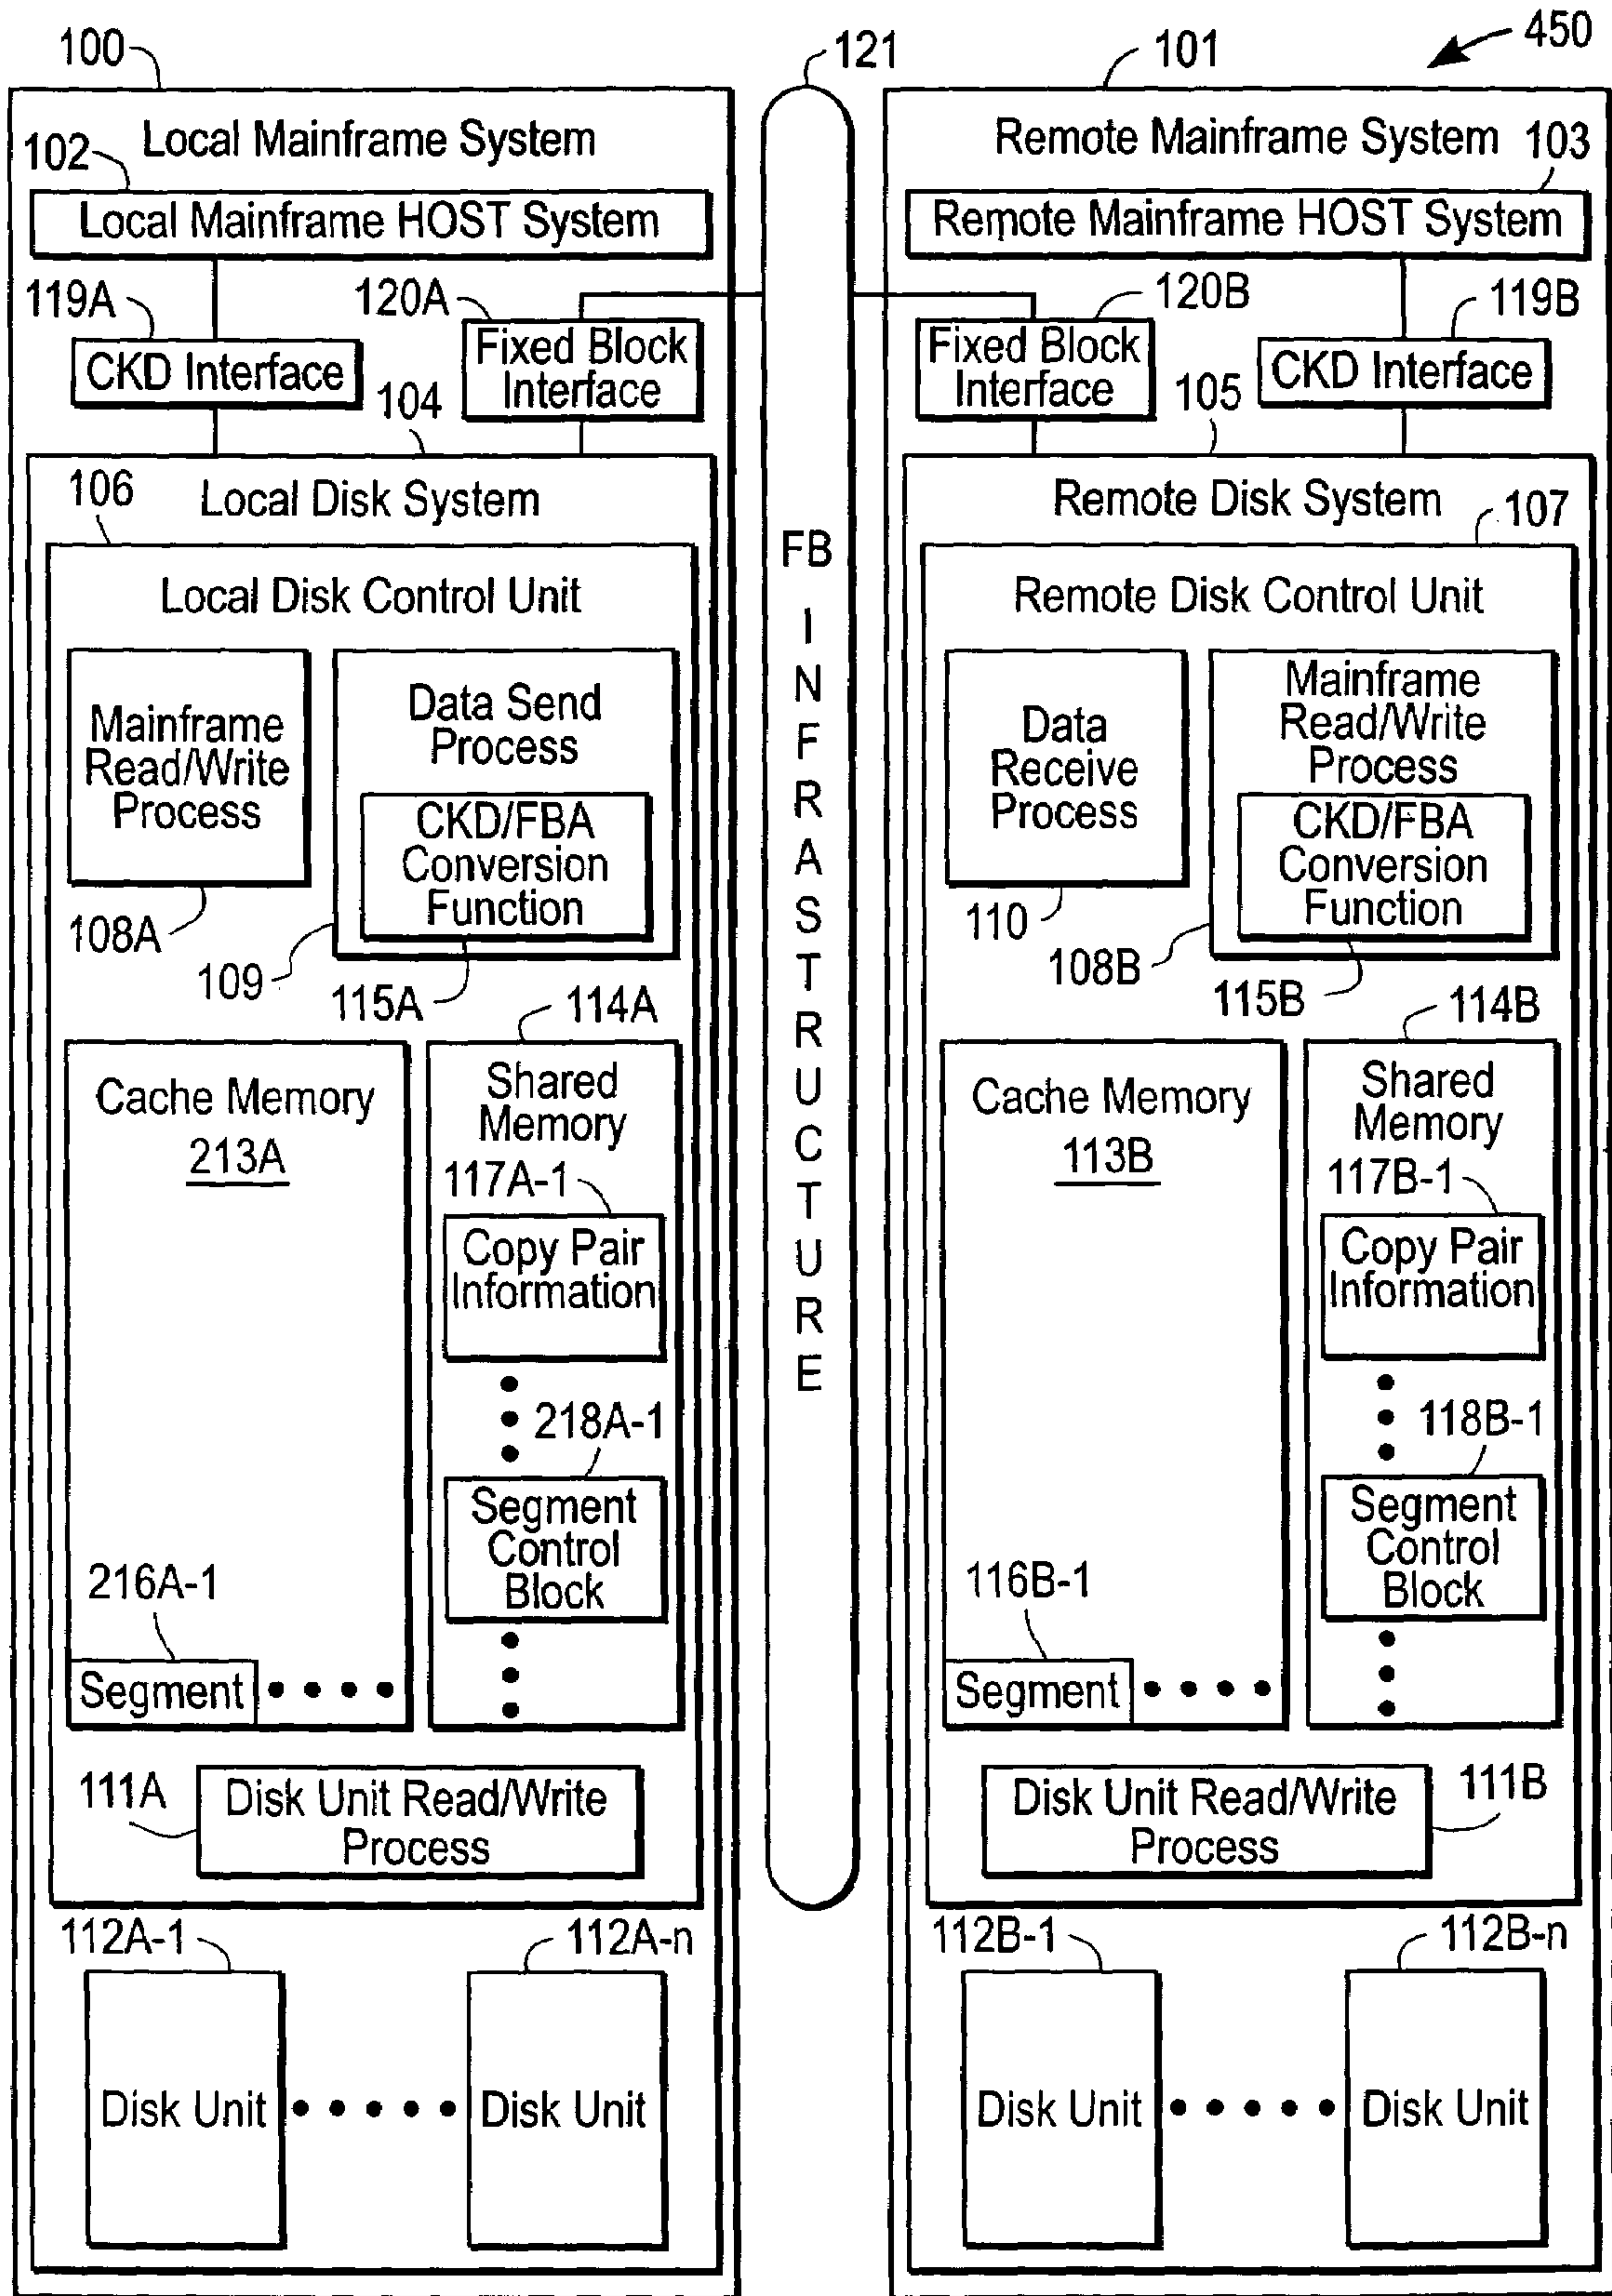 100
121
101
450
Local Mainframe System
102
Local Mainframe HOST System
119A
120A
CKD Interface
Fixed Block
Interface
104
106
Local Disk System
Local Disk Control Unit
Mainframe
Read/Write
Process
Data Send
Process
CKD/FBA
Conversion
Function
108A
109
115A
114A
Cache Memory
213A
Shared
Memory
117A-1
Copy Pair
Information
218A-1
Segment
Control
Block
216A-1
Segment
111A
Disk Unit Read/Write
Process
112A-1
112A-n
Disk Unit
Disk Unit
FB
INFRASTRUCTURE
Remote Mainframe System
103
Remote Mainframe HOST System
120B
119B
Fixed Block
Interface
CKD Interface
105
Remote Disk System
107
Remote Disk Control Unit
Data
Receive
Process
Mainframe
Read/Write
Process
CKD/FBA
Conversion
Function
110
108B
115B
114B
Cache Memory
113B
Shared
Memory
117B-1
Copy Pair
Information
118B-1
Segment
Control
Block
116B-1
Segment
Disk Unit Read/Write
Process
111B
112B-1
112B-n
Disk Unit
Disk Unit